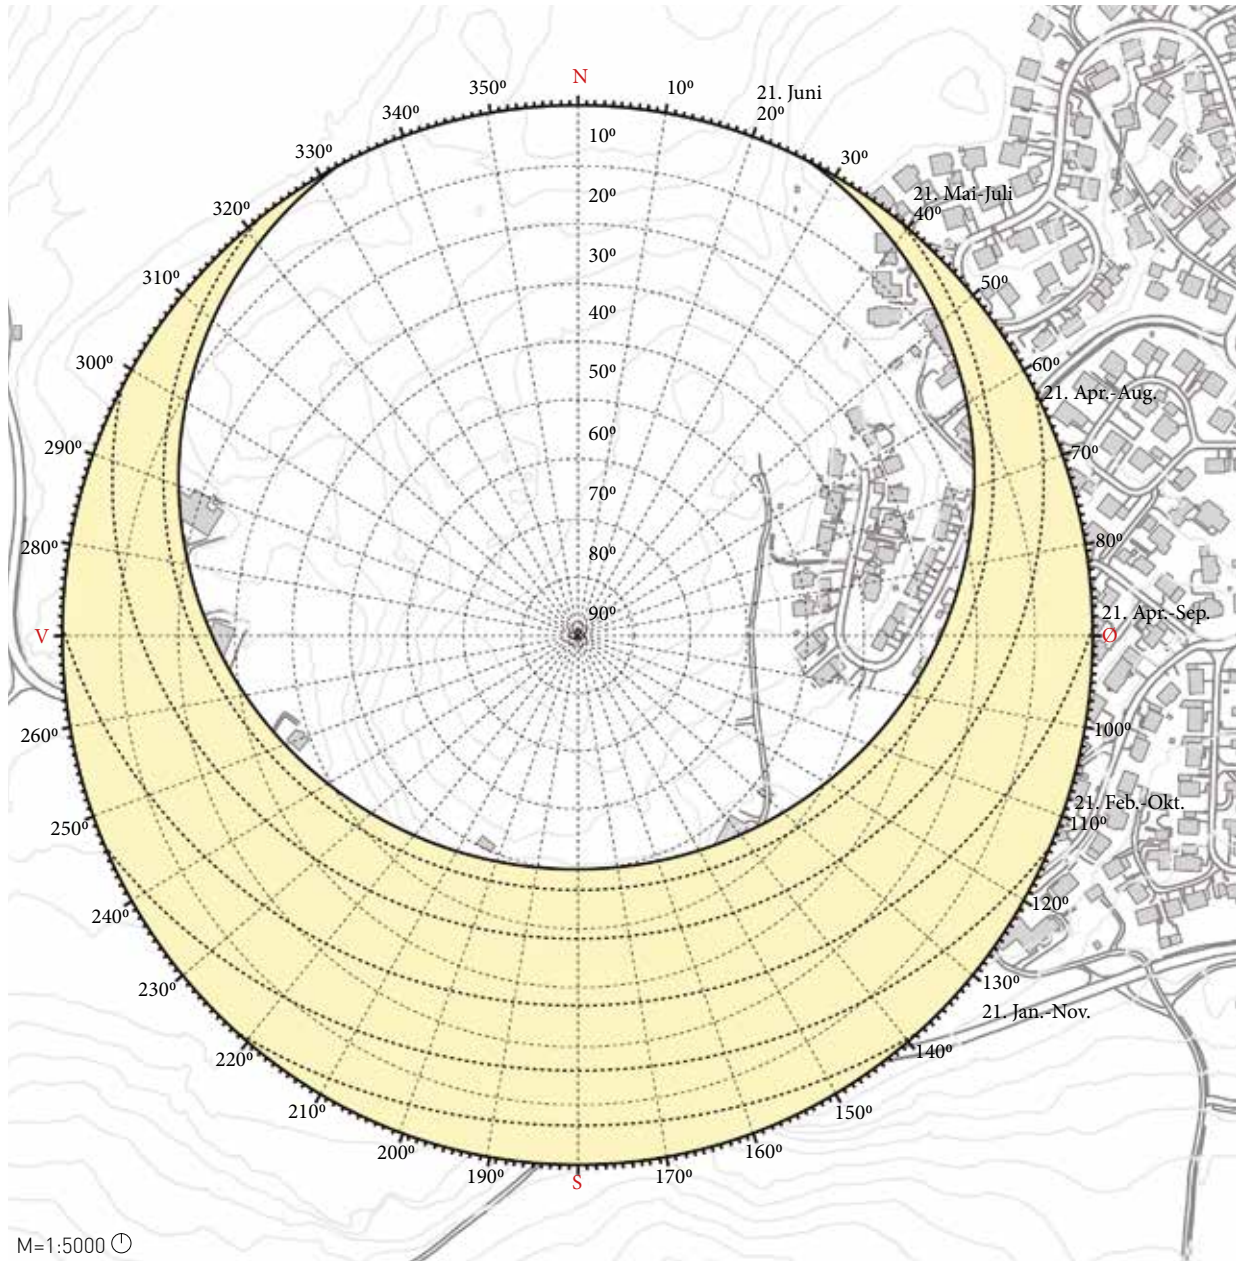 N
350º
10º
21. Juni
20º
340º
10º
330º
30º
20º
21. Mai-Juli
40º
320º
30º
310º
50º
40º
300º
60º
50º
21. Apr.-Aug.
60º
290º
70º
70º
280º
80º
80º
90º
21. Apr.-Sep.
V
Ø
260º
100º
21. Feb.-Okt.
110º
250º
240º
120º
230º
130º
21. Jan.-Nov.
220º
140º
210º
150º
200º
160º
190º
170º
S
M=1:5000